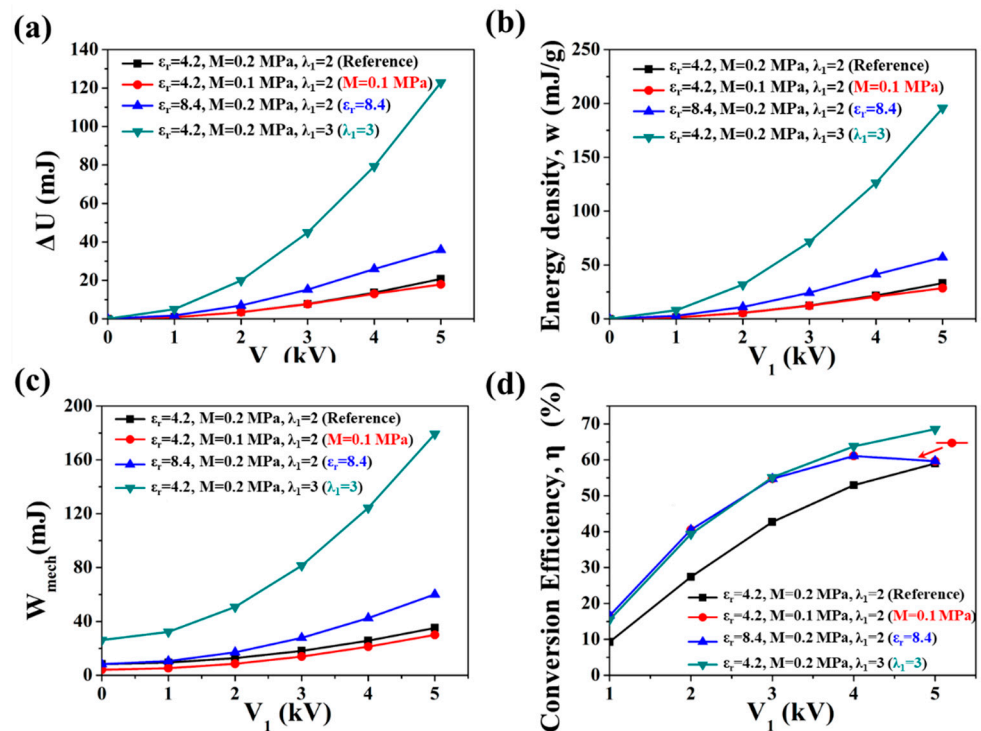 (a)
140
120
100
80
60
40
20
0
ΔU (mJ)
εr=4.2, M=0.2 MPa, λ1=2 (Reference)
εr=4.2, M=0.1 MPa, λ1=2 (M=0.1 MPa)
εr=8.4, M=0.2 MPa, λ1=2 (εr=8.4)
εr=4.2, M=0.2 MPa, λ1=3 (λ1=3)
0 1 2 3 4 5
V (kV)
(b)
250
200
150
100
50
0
Energy density, w (mJ/g)
εr=4.2, M=0.2 MPa, λ1=2 (Reference)
εr=4.2, M=0.1 MPa, λ1=2 (M=0.1 MPa)
εr=8.4, M=0.2 MPa, λ1=2 (εr=8.4)
εr=4.2, M=0.2 MPa, λ1=3 (λ1=3)
0 1 2 3 4 5
V1 (kV)
(c)
200
160
120
80
40
0
Wmech(mJ)
εr=4.2, M=0.2 MPa, λ1=2 (Reference)
εr=4.2, M=0.1 MPa, λ1=2 (M=0.1 MPa)
εr=8.4, M=0.2 MPa, λ1=2 (εr=8.4)
εr=4.2, M=0.2 MPa, λ1=3 (λ1=3)
0 1 2 3 4 5
V1 (kV)
(d)
70
60
50
40
30
20
10
0
Conversion Efficiency, η (%)
εr=4.2, M=0.2 MPa, λ1=2 (Reference)
εr=4.2, M=0.1 MPa, λ1=2 (M=0.1 MPa)
εr=8.4, M=0.2 MPa, λ1=2 (εr=8.4)
εr=4.2, M=0.2 MPa, λ1=3 (λ1=3)
1 2 3 4 5
V1 (kV)